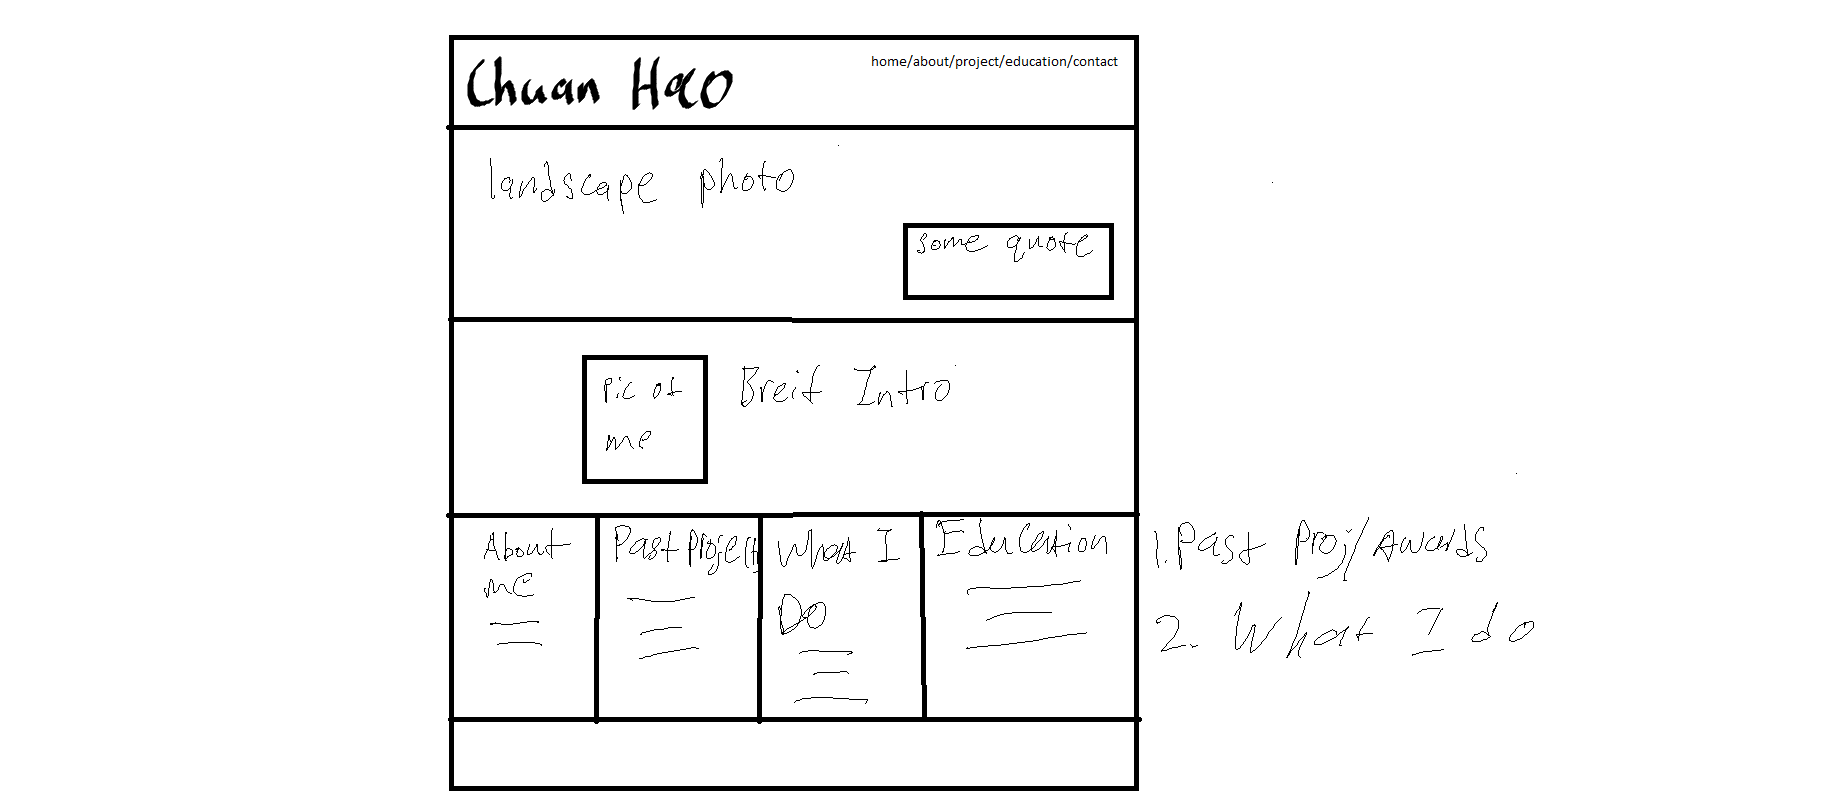 Chuan Hao
home/about/project/education/contact
landscape photo
some quote
Pic of
me
Breif Intro
About
me
Past Projects
What I
Do
Education
1. Past Proj/Awards
2. What I do